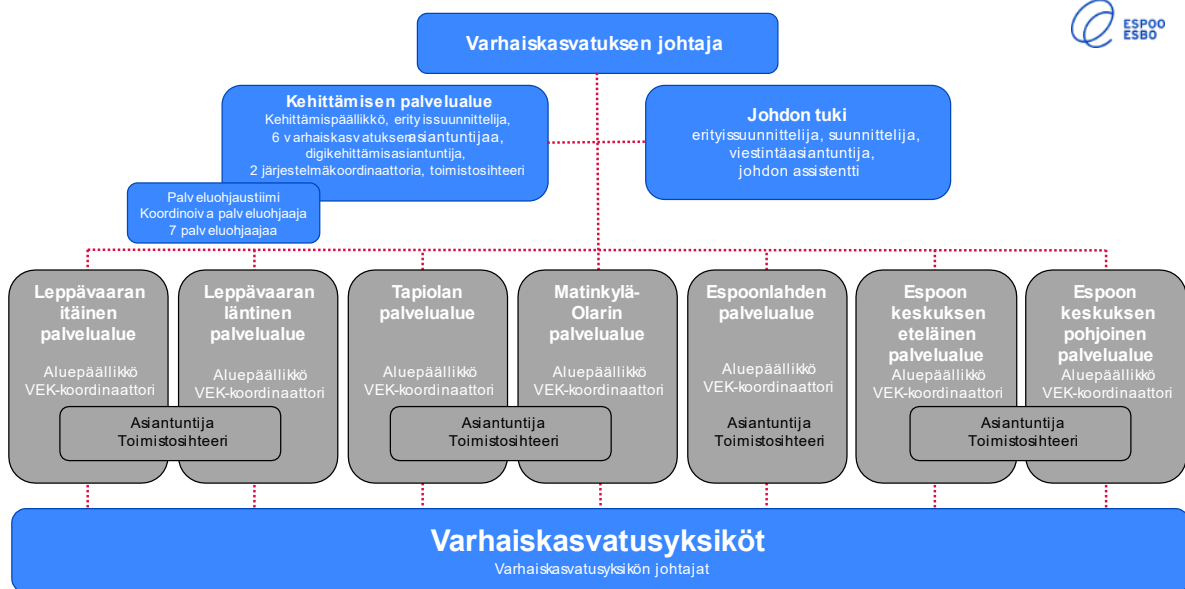 ESPOO
ESBO
Varhaiskasvatuksen johtaja
Kehittämisen palvelualue
Kehittämispäällikkö, erityissuunnittelija,
6 varhaiskasvatuksen asiantuntijaa,
digikehittämisasiantuntija,
2 järjestelmäkoordinaattoria, toimistosihteeri
Johdon tuki
erityissuunnittelija, suunnittelija,
viestintäasiantuntija,
johdon assistentti
Palveluohjaustiimi
Koordinoiva palveluohjaaja
7 palveluohjaajaa
Leppävaaran
itäinen
palvelualue
Aluepäällikkö
VEK-koordinaattori
Leppävaaran
läntinen
palvelualue
Aluepäällikkö
VEK-koordinaattori
Asiantuntija
Toimistosihteeri
Tapiolan
palvelualue
Aluepäällikkö
VEK-koordinaattori
Matinkylä-
Olarin
palvelualue
Aluepäällikkö
VEK-koordinaattori
Asiantuntija
Toimistosihteeri
Espoonlahden
palvelualue
Aluepäällikkö
VEK-koordinaattori
Asiantuntija
Toimistosihteeri
Espoon
keskuksen
eteläinen
palvelualue
Aluepäällikkö
VEK-koordinaattori
Espoon
keskuksen
pohjoinen
palvelualue
Aluepäällikkö
VEK-koordinaattori
Asiantuntija
Toimistosihteeri
Varhaiskasvatusyksiköt
Varhaiskasvatusyksikön johtajat